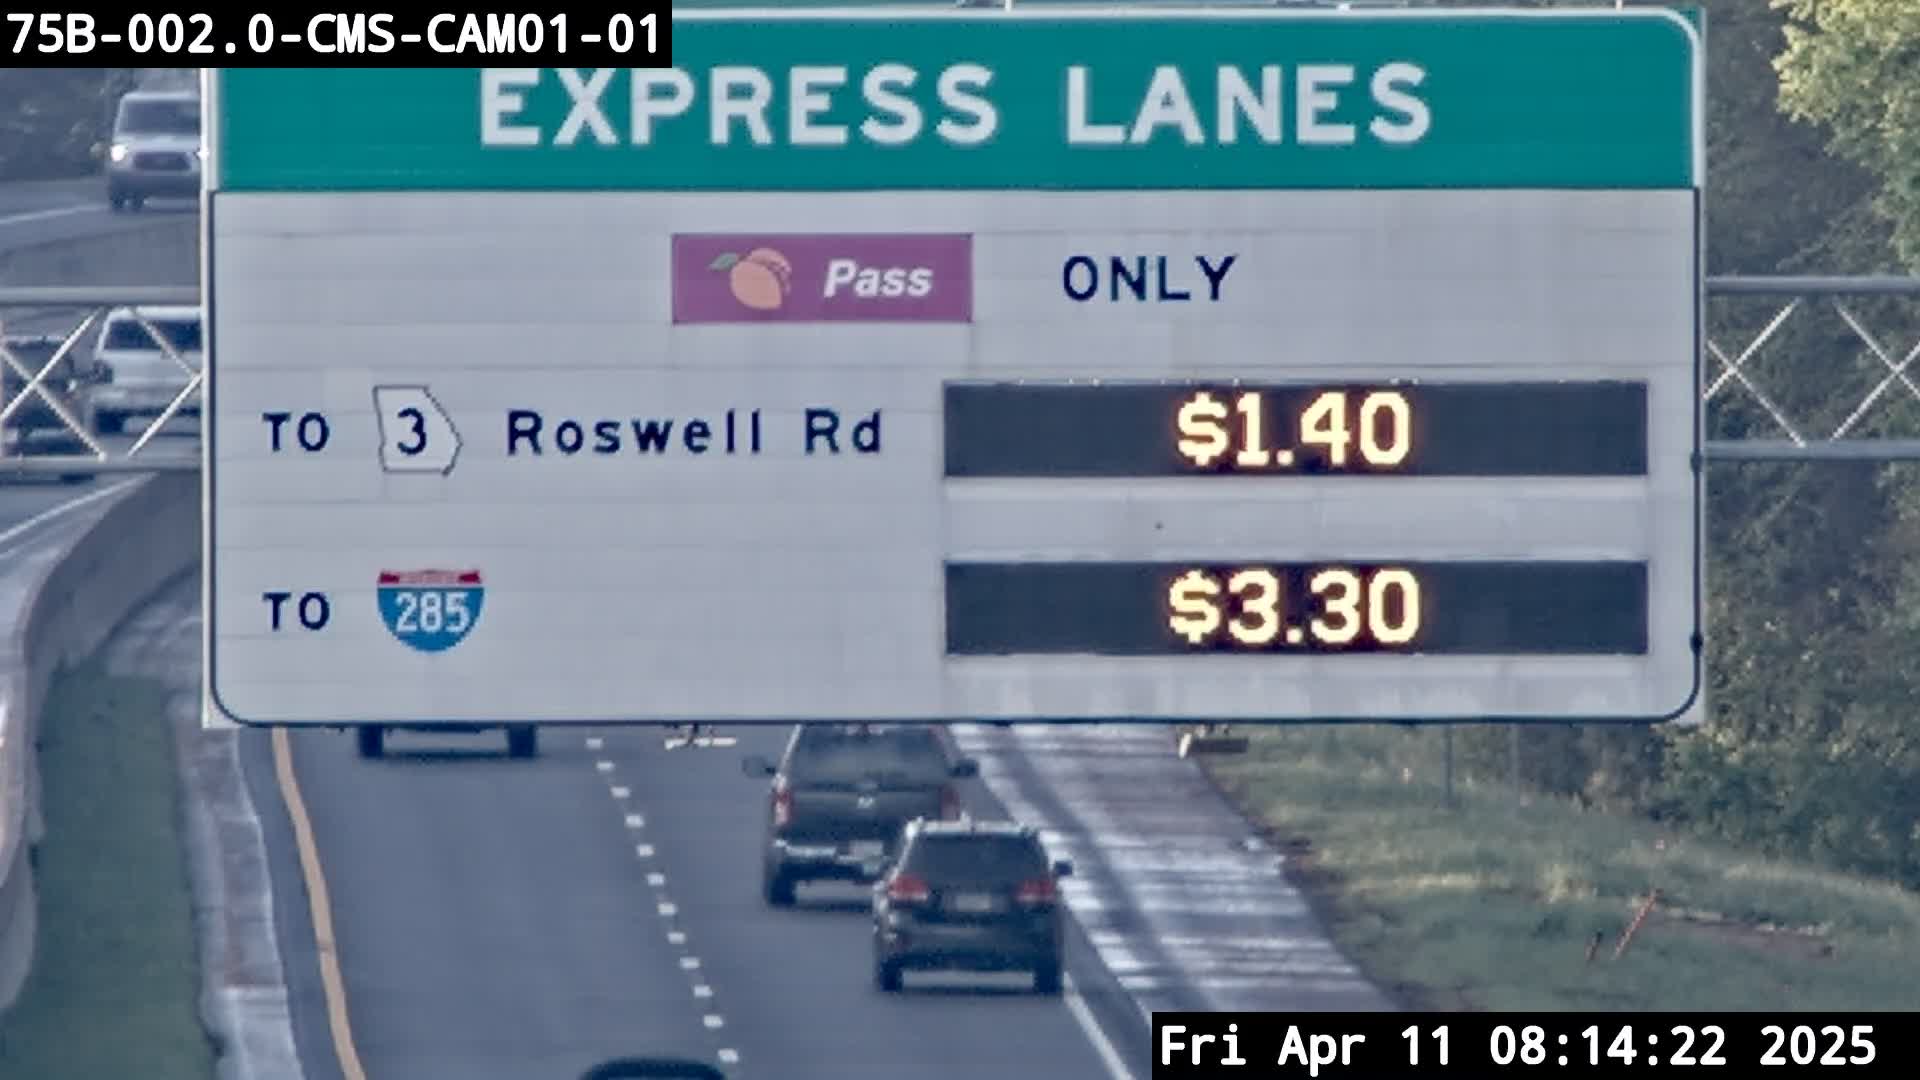 75B-002.0-CMS-CAM01-01
EXPRESS LANES
Pass ONLY
TO 3 Roswell Rd $1.40
TO 285 $3.30
Fri Apr 11 08:14:22 2025